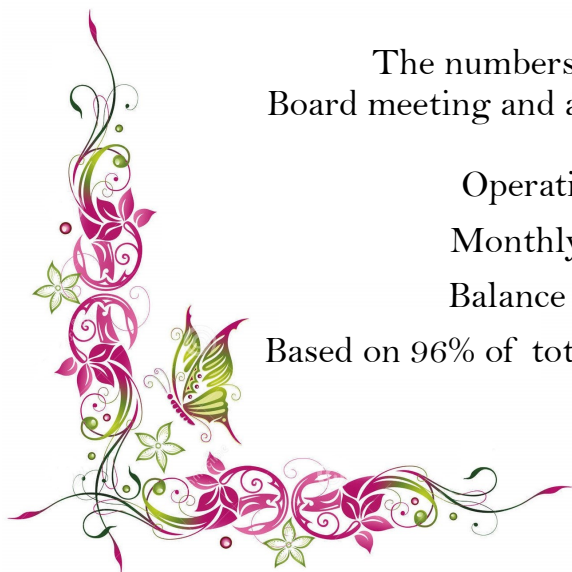 The numbers
Board meeting and a
Operati
Monthly
Balance
Based on 96% of tot